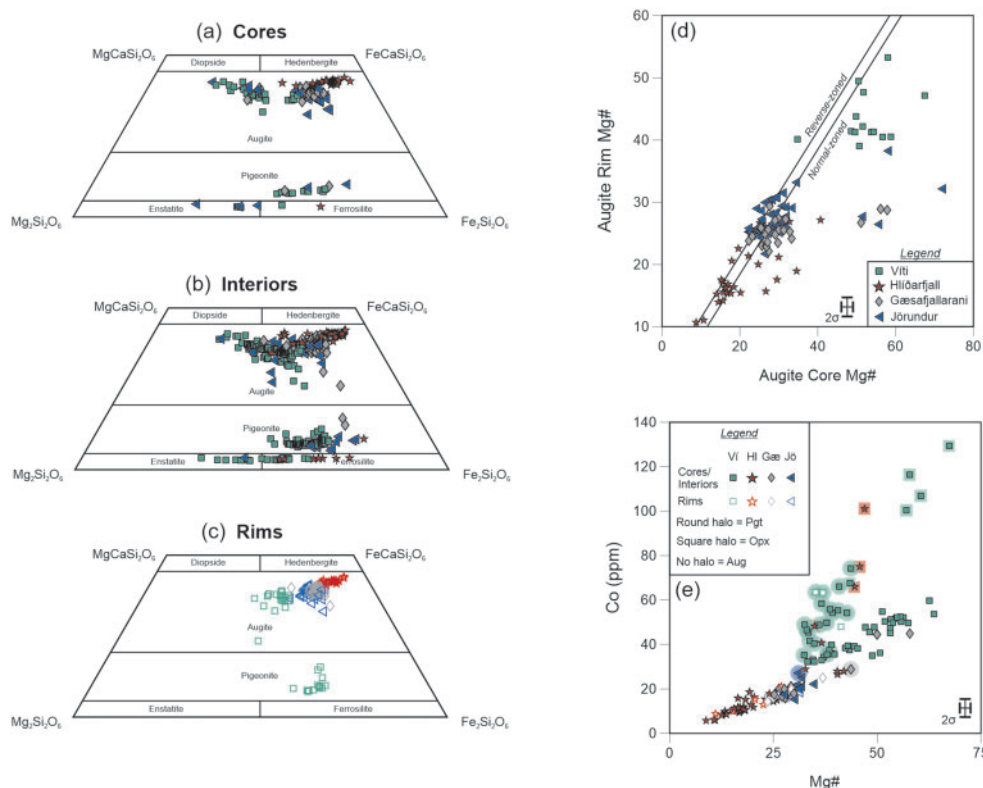 (a) Cores
MgCaSi₂O₆
FeCaSi₂O₆
Diopside
Hedenbergite
Augite
Pigeonite
Enstatite
Ferrosilite
Mg₂Si₂O₆
Fe₂Si₂O₆
(b) Interiors
MgCaSi₂O₆
FeCaSi₂O₆
Diopside
Hedenbergite
Augite
Pigeonite
Enstatite
Ferrosilite
Mg₂Si₂O₆
Fe₂Si₂O₆
(c) Rims
MgCaSi₂O₆
FeCaSi₂O₆
Diopside
Hedenbergite
Augite
Pigeonite
Enstatite
Ferrosilite
Mg₂Si₂O₆
Fe₂Si₂O₆
(d)
60
50
40
30
20
10
Augite Rim Mg#
Reverse-zoned
Normal-zoned
Legend
Víti
Hlíðarfjall
Gæsafjallarani
Jörundur
2σ
0
20
40
60
80
Augite Core Mg#
(e)
140
120
100
80
60
40
20
0
Co (ppm)
Legend
Ví Hl Gæ Jö
Cores/
Interiors
Rims
Round halo = Pgt
Square halo = Opx
No halo = Aug
2σ
0
25
50
75
Mg#